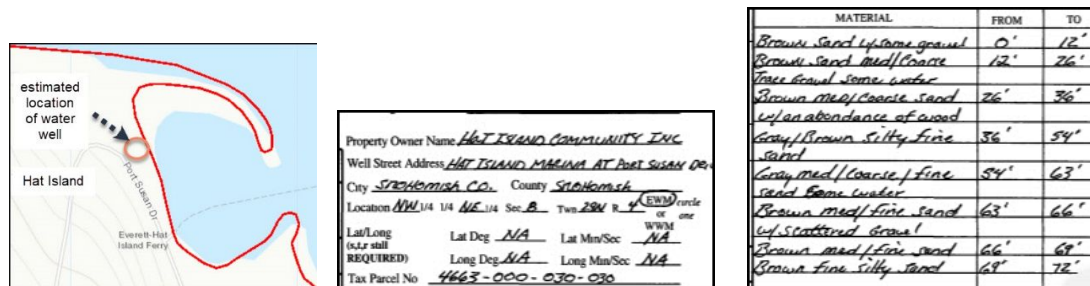 estimated
location
of water
well
Hat Island
Port Susan Dr
Everett-Hat
Island Ferry
Property Owner Name HAT ISLAND COMMUNITY INC
Well Street Address HAT ISLAND MARINA AT PORT SUSAN
City SNOHOMISH CO. County SNOHOMISH
Location NW 1/4 1/4 NE 1/4 Sec 8 Twn 29N R 4 EWM circle
or one
WWM
Lat/Long Lat Deg NA Lat Min/Sec NA
(s,t,r still
REQUIRED) Long Deg NA Long Min/Sec NA
Tax Parcel No 4663-000-030-030
MATERIAL FROM TO
Brown Sand w/some gravel 0' 12'
Brown Sand med/Coarse 12' 26'
Trace Gravel some water
Brown med/coarse sand 26' 36'
w/an abondance of wood
Gray/Brown Silty fine 36' 54'
sand
Gray med/coarse/fine 54' 63'
sand Some water
Brown med/fine sand 63' 66'
w/scattered Gravel
Brown med/fine sand 66' 69'
Brown fine Silty sand 69' 72'